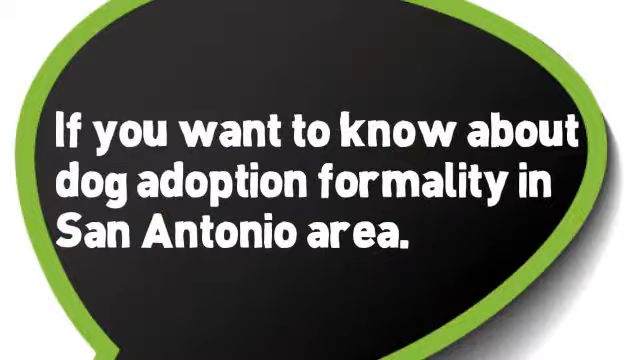 If you want to know about
dog adoption formality in
San Antonio area.